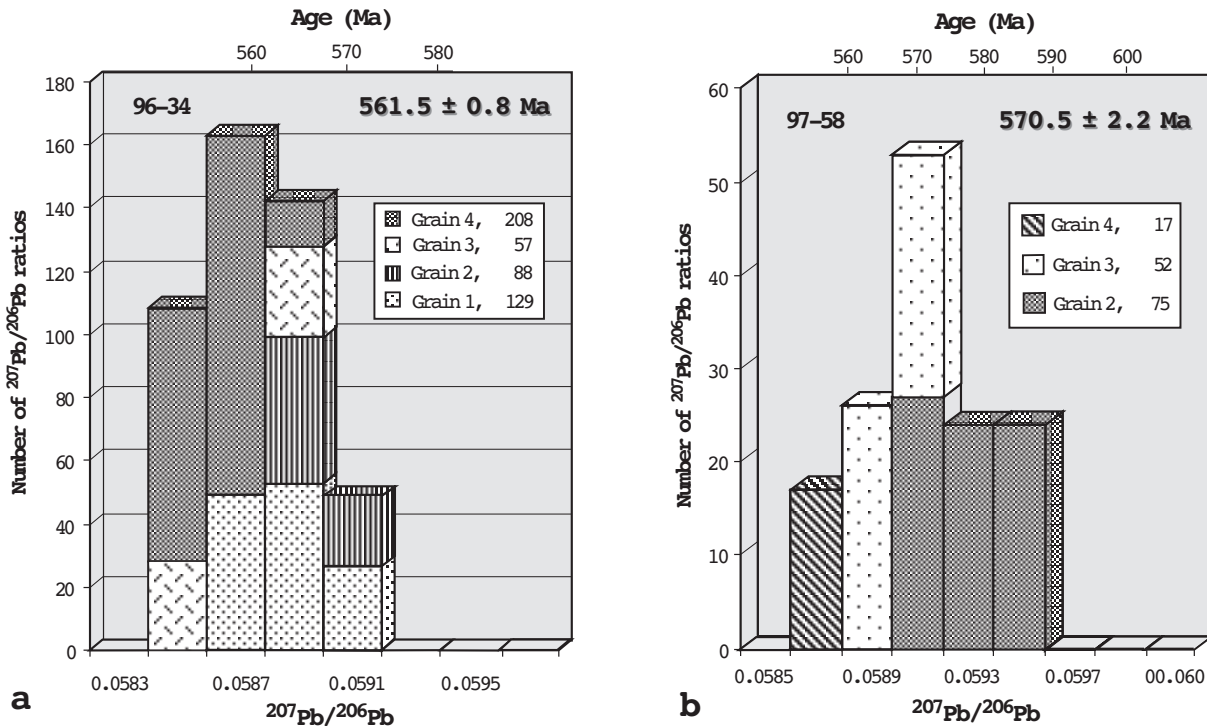 Age (Ma)
560 570 580
180
160
140
120
100
80
60
40
20
0
96–34
561.5 ± 0.8 Ma
Grain 4, 208
Grain 3, 57
Grain 2, 88
Grain 1, 129
Number of ²⁰⁷Pb/²⁰⁶Pb ratios
0.0583 0.0587 0.0591 0.0595
²⁰⁷Pb/²⁰⁶Pb
a
Age (Ma)
560 570 580 590 600
60
50
40
30
20
10
0
97–58
570.5 ± 2.2 Ma
Grain 4, 17
Grain 3, 52
Grain 2, 75
Number of ²⁰⁷Pb/²⁰⁶Pb ratios
0.0585 0.0589 0.0593 0.0597 00.060
²⁰⁷Pb/²⁰⁶Pb
b